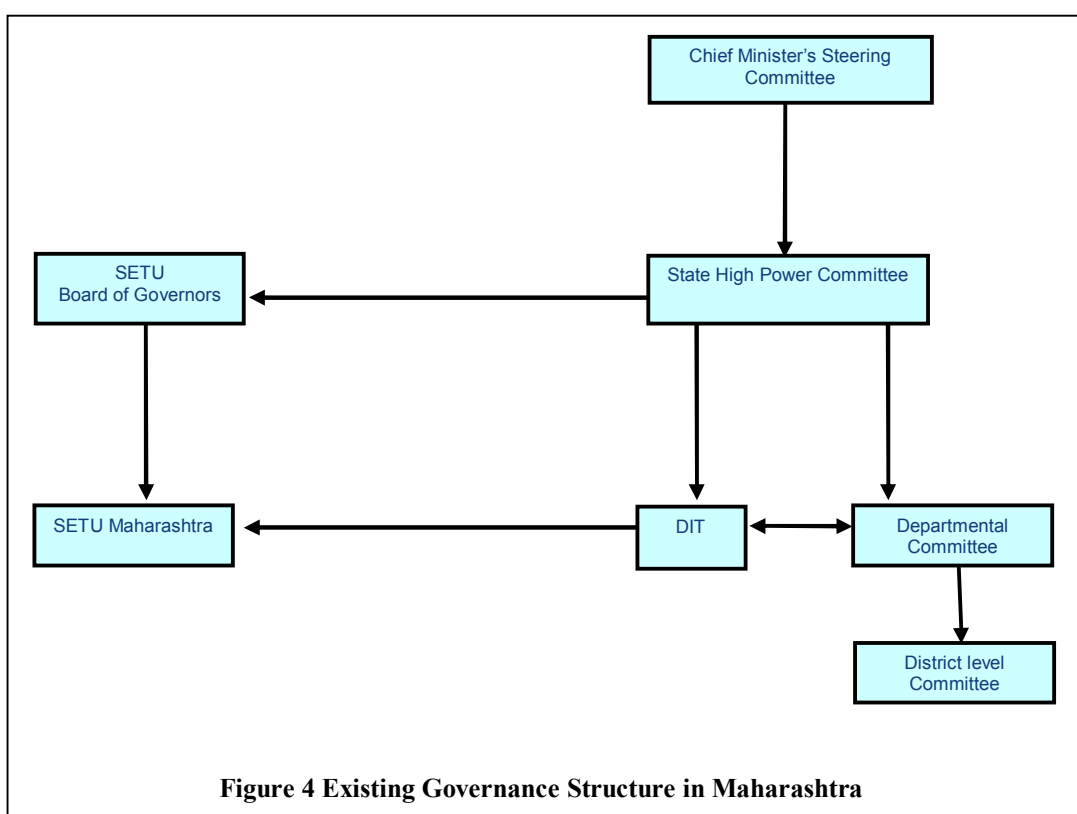 Chief Minister’s Steering
Committee
SETU
Board of Governors
State High Power Committee
SETU Maharashtra
DIT
Departmental
Committee
District level
Committee
Figure 4 Existing Governance Structure in Maharashtra